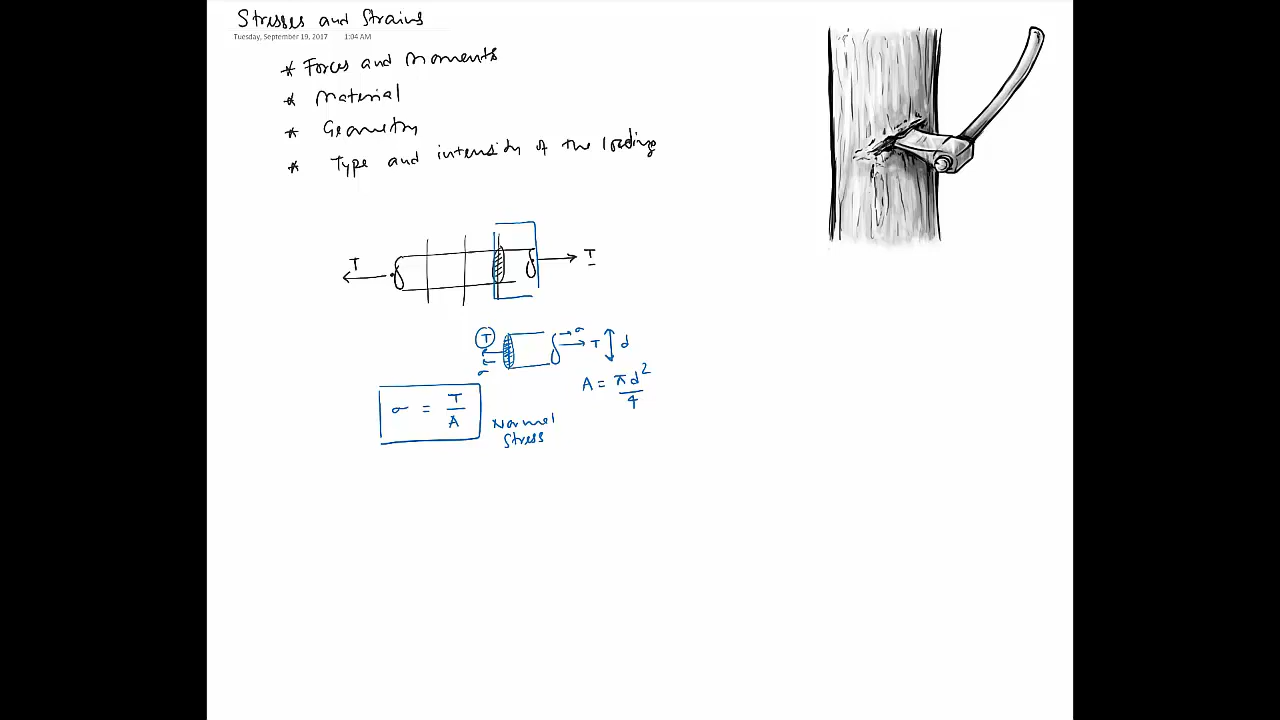 Stresses and Strains
Tuesday, September 19, 2017 1:04 AM
* Forces and Moments
* Material
* Geometry
* Type and intensity of the loading
T T
T σ T d
σ
A = πd²/4
σ = T/A
Normal
Stress